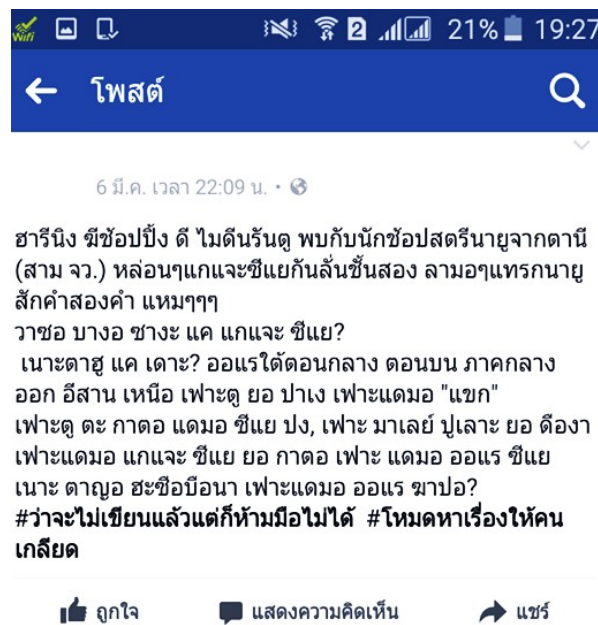 Wifi 2 21% 19:27
โพสต์
6 มี.ค. เวลา 22:09 น. •
ฮารีนิง ฆีช้อปปิ้ง ดี ไมดีนรันตู พบกับนักช้อปสตรีนายูจากตานี
(สาม จว.) หล่อนๆแกแจะซีแยกันลั่นชั้นสอง ลามอๆแทรกนายู
สักคำสองคำ แหมๆๆๆ
วาซอ บางอ ซางะ แค แกแจะ ซีแย?
เนาะตาฮู แค เดาะ? ออแรใต้ตอนกลาง ตอนบน ภาคกลาง
ออก อีสาน เหนือ เฟาะตู ยอ ปาเง เฟาะแดมอ "แขก"
เฟาะตู ตะ กาตอ แดมอ ซีแย ปง, เฟาะ มาเลย์ ปูเลาะ ยอ ดืองา
เฟาะแดมอ แกแจะ ซีแย ยอ กาตอ เฟาะ แดมอ ออแร ซีแย
เนาะ ตาญอ ฮะซือบือนา เฟาะแดมอ ออแร ฆาปอ?
#ว่าจะไม่เขียนแล้วแต่ก็ห้ามมือไม่ได้ #โหมดหาเรื่องให้คน
เกลียด
ถูกใจ แสดงความคิดเห็น แชร์